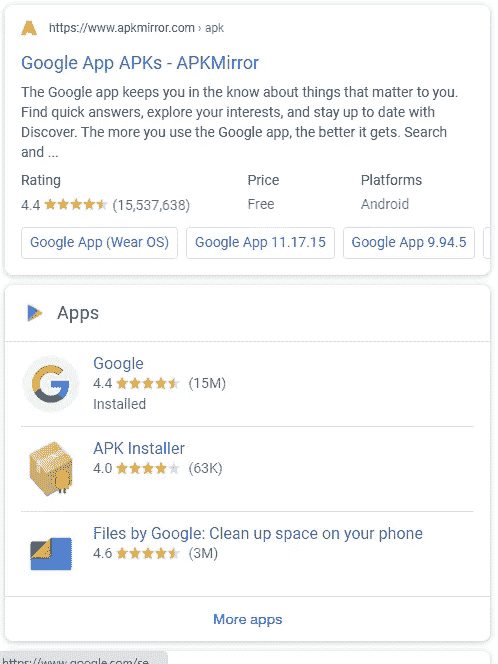 https://www.apkmirror.com › apk
Google App APKs - APKMirror
The Google app keeps you in the know about things that matter to you.
Find quick answers, explore your interests, and stay up to date with
Discover. The more you use the Google app, the better it gets. Search
and ...
Rating Price Platforms
4.4 (15,537,638) Free Android
Google App (Wear OS) Google App 11.17.15 Google App 9.94.5
Apps
Google
4.4 (15M)
Installed
APK Installer
4.0 (63K)
Files by Google: Clean up space on your phone
4.6 (3M)
More apps
https://www.google.com/se...